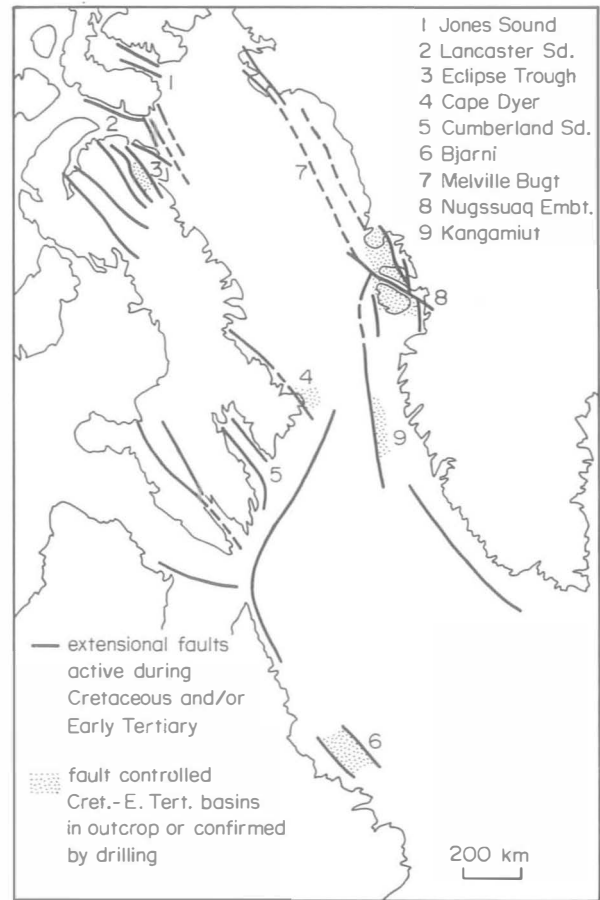 1 Jones Sound
2 Lancaster Sd.
3 Eclipse Trough
4 Cape Dyer
5 Cumberland Sd.
6 Bjarni
7 Melville Bugt
8 Nugssuaq Embt.
9 Kangamiut
1
2
3
7
8
4
9
5
6
extensional faults
active during
Cretaceous and/or
Early Tertiary
fault controlled
Cret.-E. Tert. basins
in outcrop or confirmed
by drilling
200 km